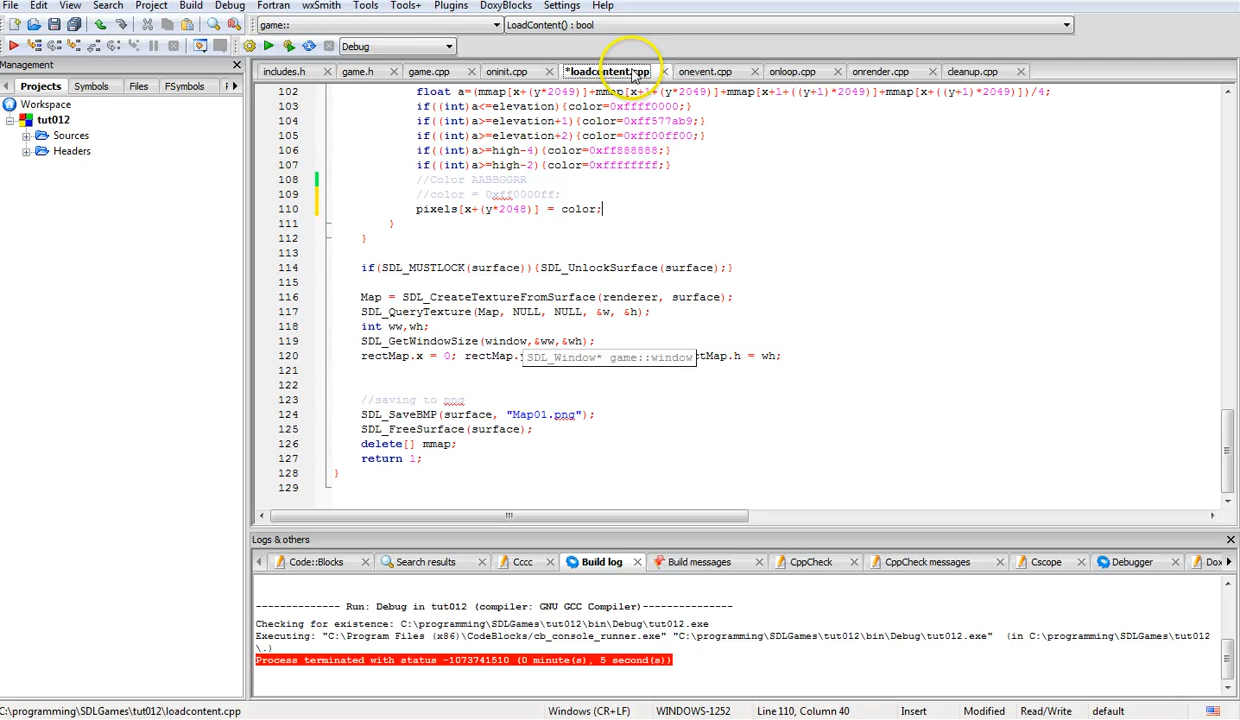 File Edit View Search Project Build Debug Fortran wxSmith Tools Tools+ Plugins DoxyBlocks Settings Help
game:: LoadContent() : bool
Debug
Management
Projects Symbols Files FSymbols
Workspace
tut012
Sources
Headers
includes.h game.h game.cpp oninit.cpp *loadcontent.cpp onevent.cpp onloop.cpp onrender.cpp cleanup.cpp
102 float a=(mmap[x+(y*2049)]+mmap[x+1+(y*2049)]+mmap[x+1+((y+1)*2049)]+mmap[x+((y+1)*2049)])/4;
103 if((int)a<=elevation){color=0xffff0000;}
104 if((int)a>=elevation+1){color=0xff577ab9;}
105 if((int)a>=elevation+2){color=0xff00ff00;}
106 if((int)a>=high-4){color=0xff888888;}
107 if((int)a>=high-2){color=0xffffffff;}
108 //Color AABBGGRR
109 //color = 0xff0000ff;
110 pixels[x+(y*2048)] = color;
111 }
112 }
113
114 if(SDL_MUSTLOCK(surface)){SDL_UnlockSurface(surface);}
115
116 Map = SDL_CreateTextureFromSurface(renderer, surface);
117 SDL_QueryTexture(Map, NULL, NULL, &w, &h);
118 int ww,wh;
119 SDL_GetWindowSize(window,&ww,&wh);
120 rectMap.x = 0; rectMap. SDL_Window* game::window ctMap.h = wh;
121
122
123 //saving to png
124 SDL_SaveBMP(surface, "Map01.png");
125 SDL_FreeSurface(surface);
126 delete[] mmap;
127 return 1;
128 }
129
Logs & others
Code::Blocks Search results Cccc Build log Build messages CppCheck CppCheck messages Cscope Debugger Dox
-------------- Run: Debug in tut012 (compiler: GNU GCC Compiler)---------------
Checking for existence: C:\programming\SDLGames\tut012\bin\Debug\tut012.exe
Executing: "C:\Program Files (x86)\CodeBlocks/cb_console_runner.exe" "C:\programming\SDLGames\tut012\bin\Debug\tut012.exe" (in C:\programming\SDLGames\tut012
\.)
Process terminated with status -1073741510 (0 minute(s), 5 second(s))
C:\programming\SDLGames\tut012\loadcontent.cpp Windows (CR+LF) WINDOWS-1252 Line 110, Column 40 Insert Modified Read/Write default